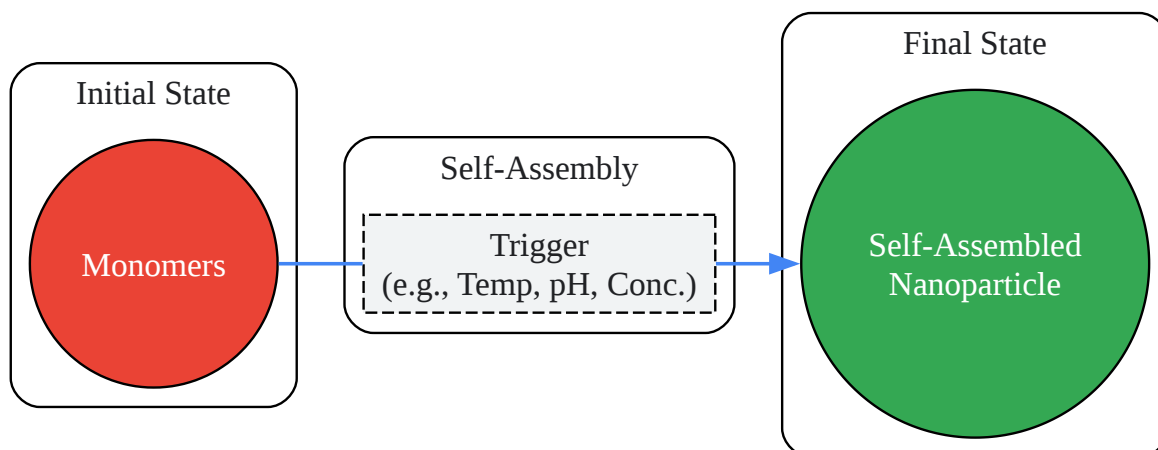 Initial State
Monomers
Self-Assembly
Trigger
(e.g., Temp, pH, Conc.)
Final State
Self-Assembled
Nanoparticle